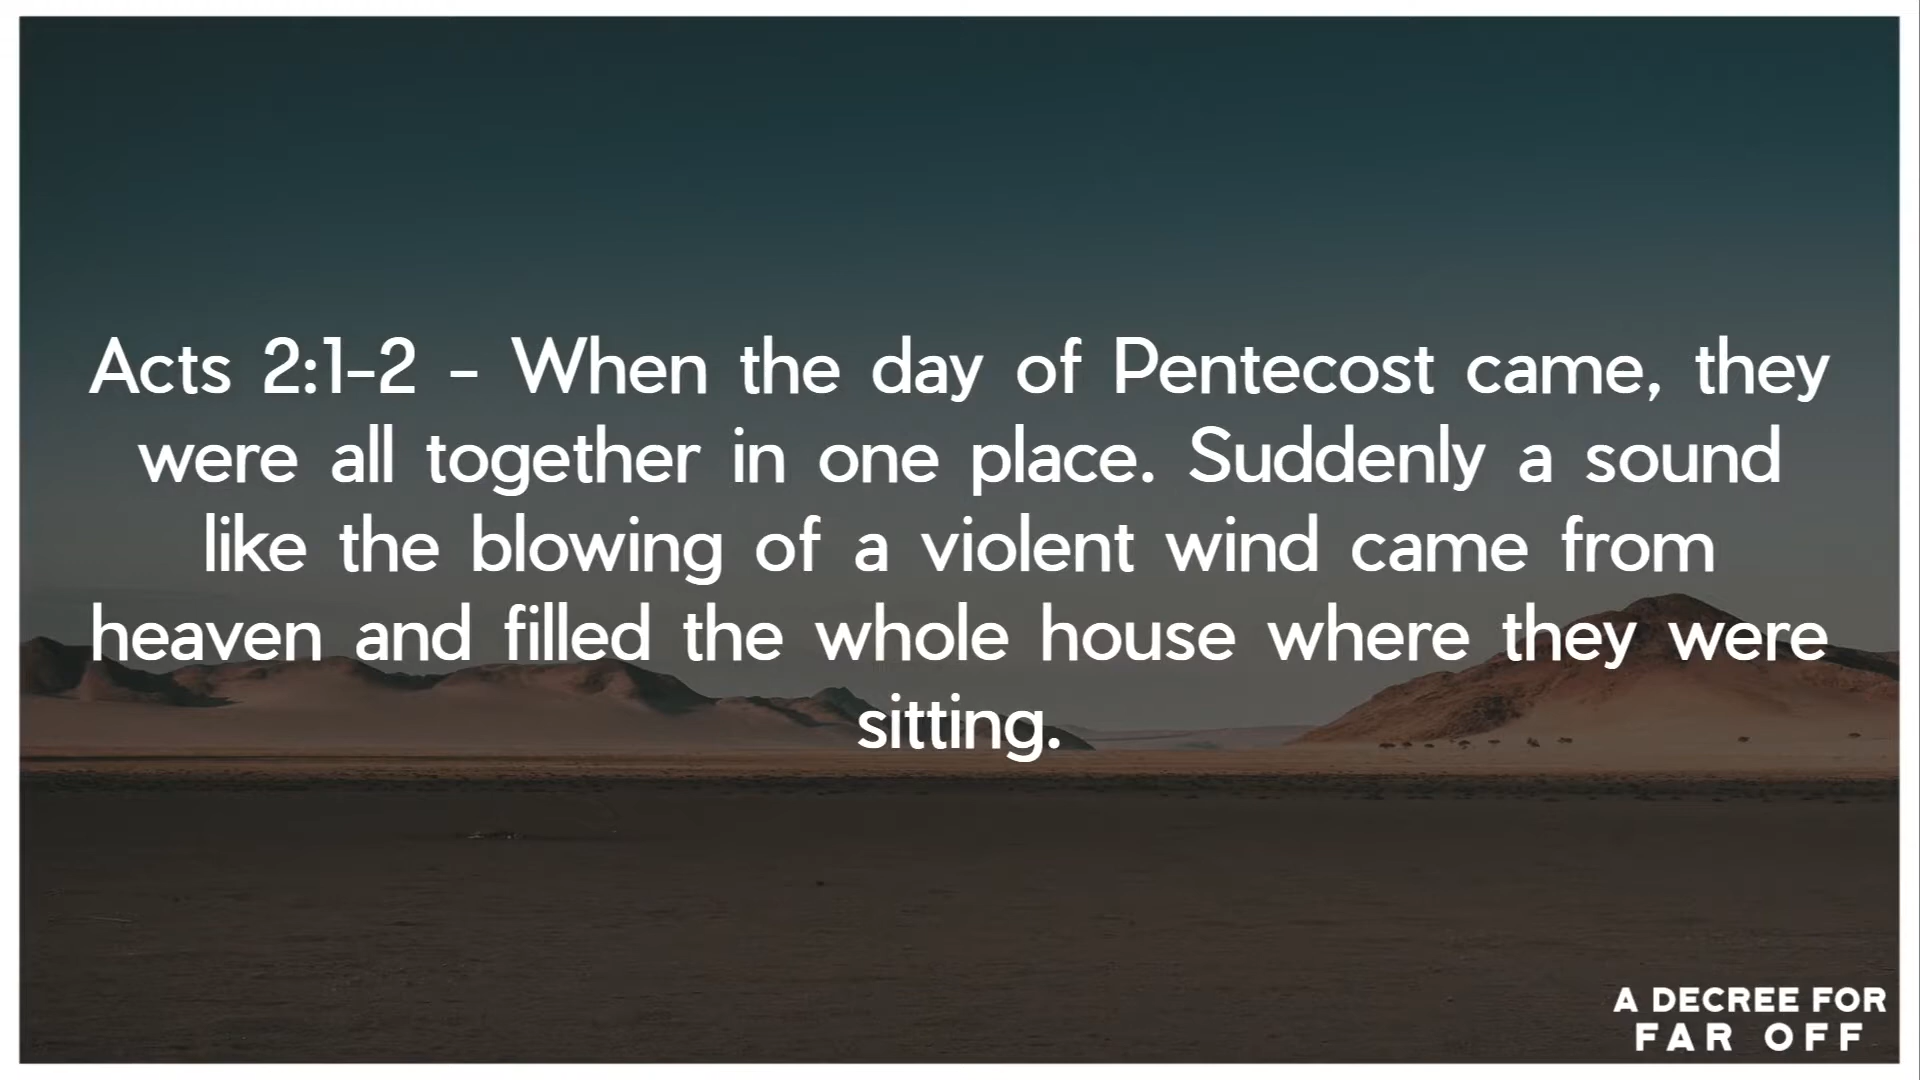 Acts 2:1-2 - When the day of Pentecost came, they
were all together in one place. Suddenly a sound
like the blowing of a violent wind came from
heaven and filled the whole house where they were
sitting.
A DECREE FOR
FAR OFF